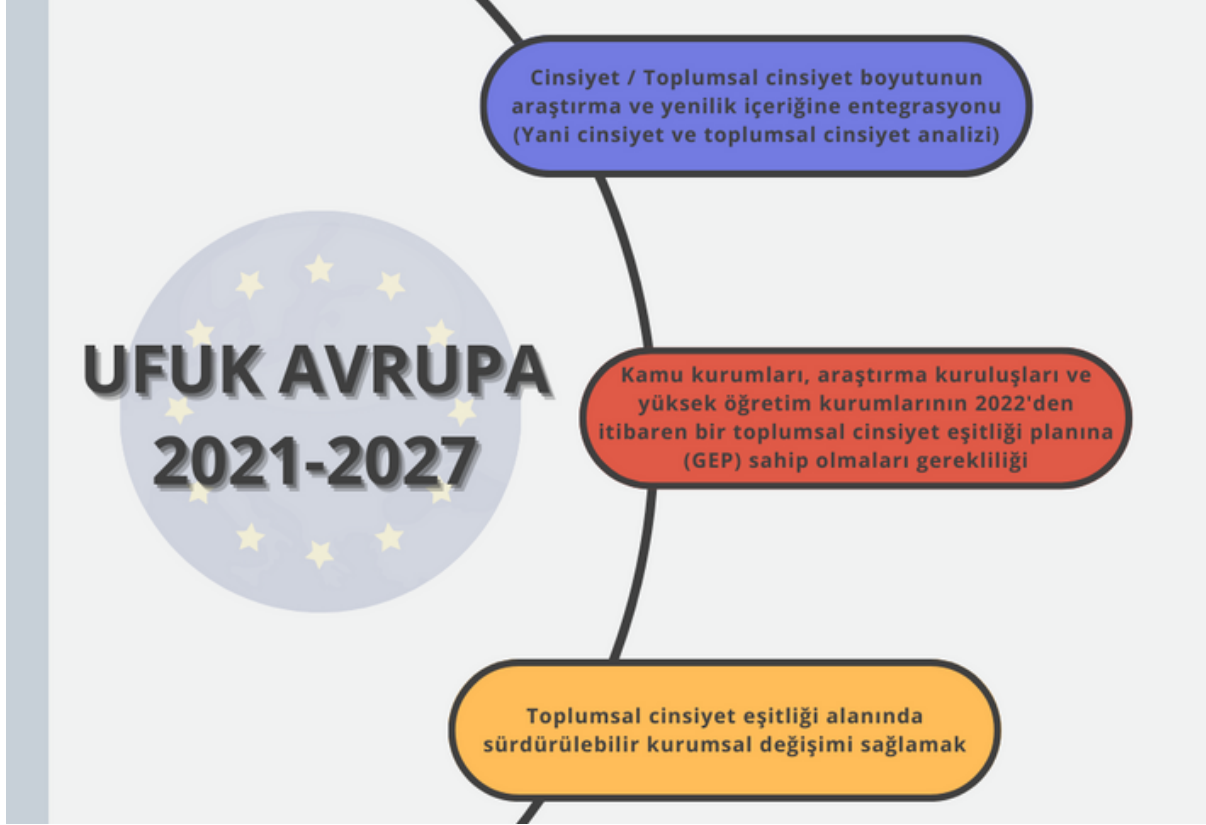 Cinsiyet / Toplumsal cinsiyet boyutunun
araştırma ve yenilik içeriğine entegrasyonu
(Yani cinsiyet ve toplumsal cinsiyet analizi)
UFUK AVRUPA
2021-2027
Kamu kurumları, araştırma kuruluşları ve
yüksek öğretim kurumlarının 2022'den
itibaren bir toplumsal cinsiyet eşitliği planına
(GEP) sahip olmaları gerekliliği
Toplumsal cinsiyet eşitliği alanında
sürdürülebilir kurumsal değişimi sağlamak